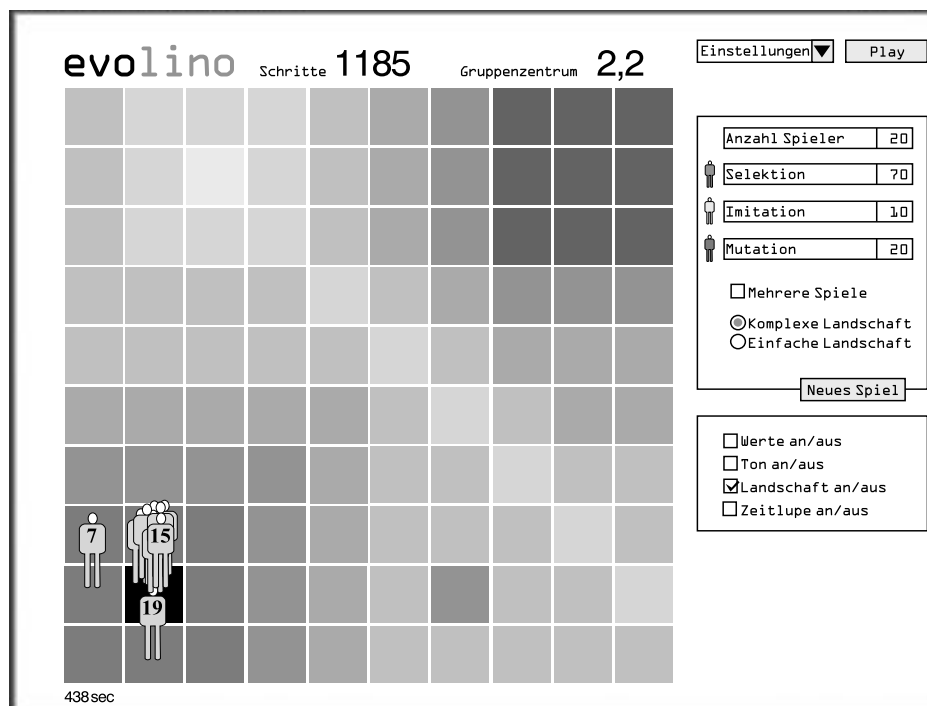 evolino Schritte 1185 Gruppenzentrum 2,2
Einstellungen Play
Anzahl Spieler 20
Selektion 70
Imitation 10
Mutation 20
Mehrere Spiele
Komplexe Landschaft
Einfache Landschaft
Neues Spiel
Werte an/aus
Ton an/aus
Landschaft an/aus
Zeitlupe an/aus
7 15
19
438 sec